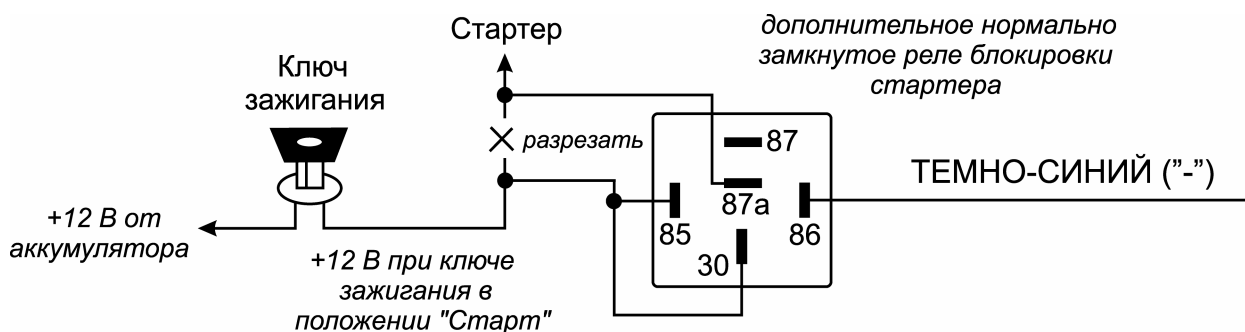 Стартер
дополнительное нормально
замкнутое реле блокировки
стартера
Ключ
зажигания
разрезать
87
87а
85
86
30
ТЕМНО-СИНИЙ ("-")
+12 В от
аккумулятора
+12 В при ключе
зажигания в
положении "Старт"